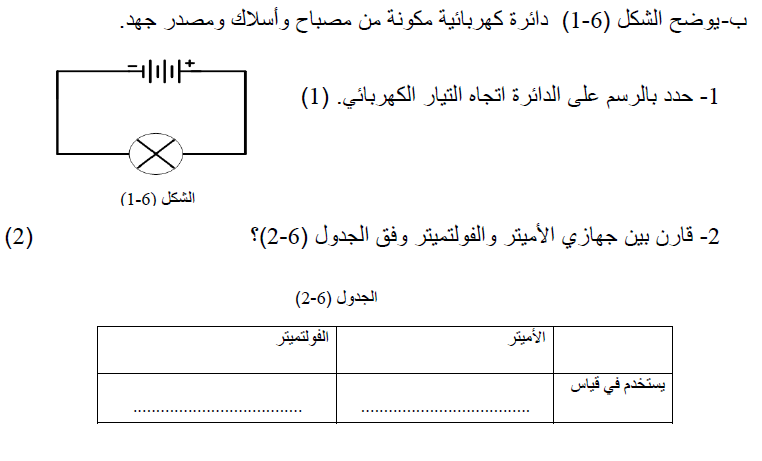 ب-يوضح الشكل (6-1) دائرة كهربائية مكونة من مصباح وأسلاك ومصدر جهد.
1- حدد بالرسم على الدائرة اتجاه التيار الكهربائي. (1)
- +
الشكل (6-1)
2- قارن بين جهازي الأميتر والفولتميتر وفق الجدول (6-2)؟ (2)
الجدول (6-2)
الأميتر الفولتميتر
يستخدم في قياس ..................................... .....................................